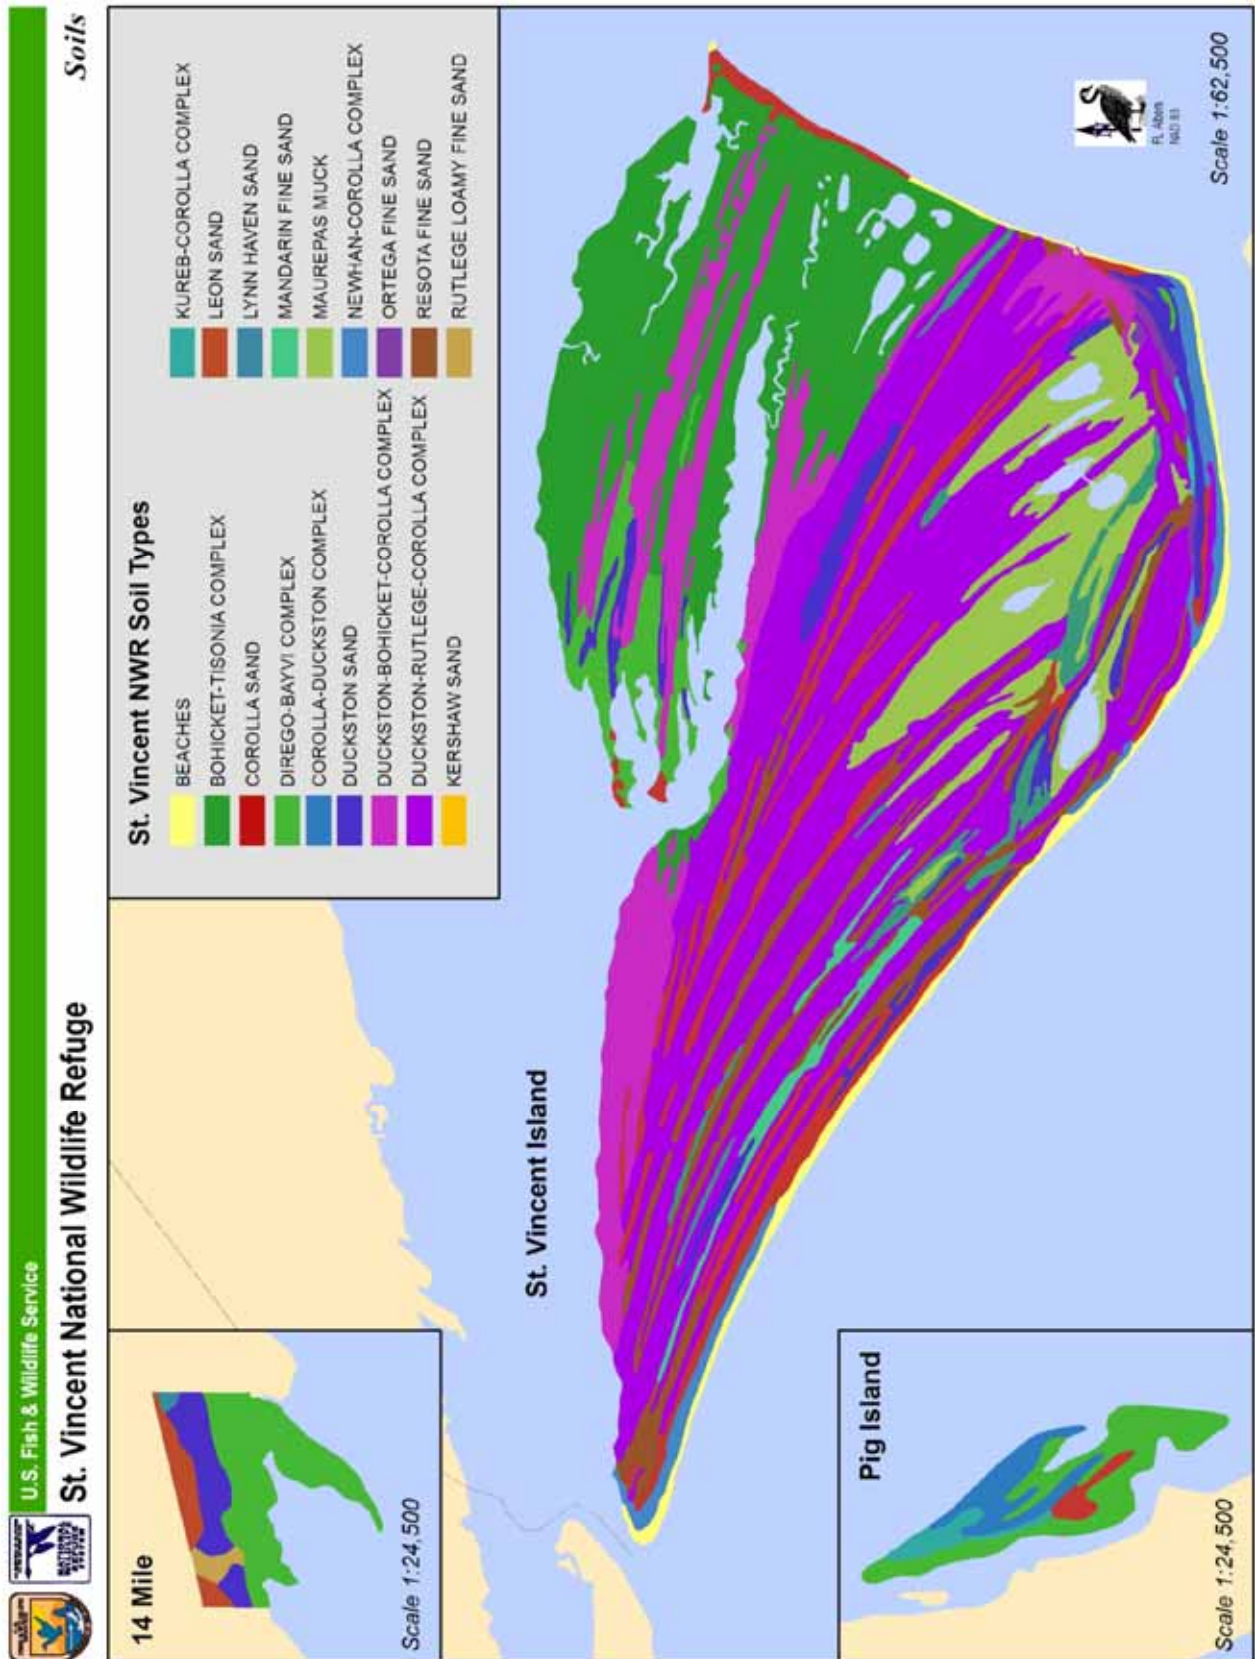 U.S. Fish & Wildlife Service
St. Vincent National Wildlife Refuge
Soils
14 Mile
Scale 1:24,500
St. Vincent NWR Soil Types
BEACHES
BOHICKET-TISONIA COMPLEX
COROLLA SAND
DIREGO-BAYVI COMPLEX
COROLLA-DUCKSTON COMPLEX
DUCKSTON SAND
DUCKSTON-BOHICKET-COROLLA COMPLEX
DUCKSTON-RUTLEGE-COROLLA COMPLEX
KERSHAW SAND
KUREB-COROLLA COMPLEX
LEON SAND
LYNN HAVEN SAND
MANDARIN FINE SAND
MAUREPAS MUCK
NEWHAN-COROLLA COMPLEX
ORTEGA FINE SAND
RESOTA FINE SAND
RUTLEGE LOAMY FINE SAND
St. Vincent Island
Pig Island
Scale 1:24,500
FL Albers
NAD 83
Scale 1:62,500